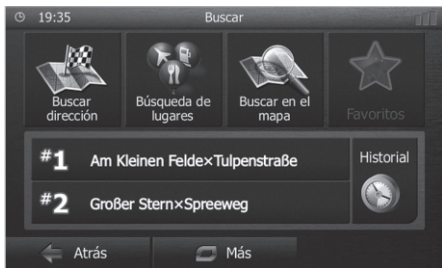 19:35 Buscar
Buscar dirección
Búsqueda de lugares
Buscar en el mapa
Favoritos
#1 Am Kleinen Felde×Tulpenstraße
#2 Großer Stern×Spreeweg
Historial
Atrás
Más